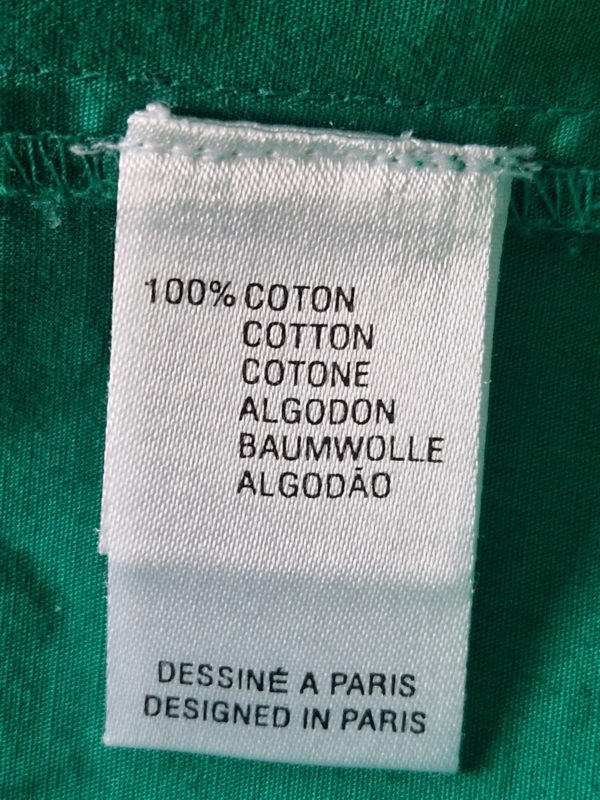 100% COTON
COTTON
COTONE
ALGODON
BAUMWOLLE
ALGODÃO
DESSINÉ A PARIS
DESIGNED IN PARIS